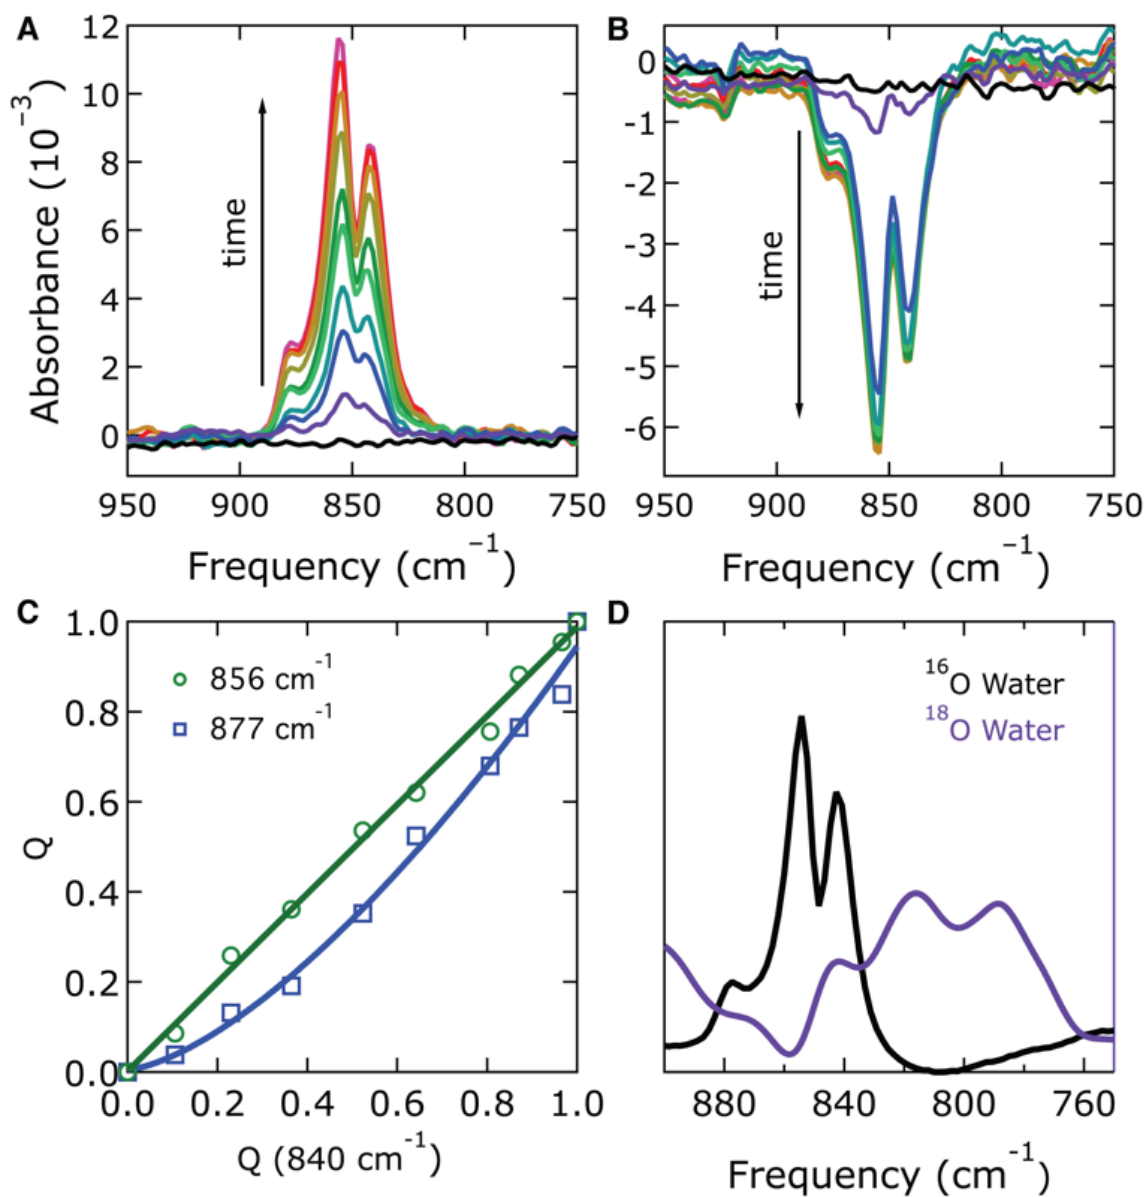 A
12
10
8
6
4
2
0
Absorbance (10⁻³)
time
950 900 850 800 750
Frequency (cm⁻¹)
B
0
-1
-2
-3
-4
-5
-6
time
950 900 850 800 750
Frequency (cm⁻¹)
C
1.0
0.8
0.6
0.4
0.2
0.0
Q
856 cm⁻¹
877 cm⁻¹
0.0 0.2 0.4 0.6 0.8 1.0
Q (840 cm⁻¹)
D
¹⁶O Water
¹⁸O Water
880 840 800 760
Frequency (cm⁻¹)